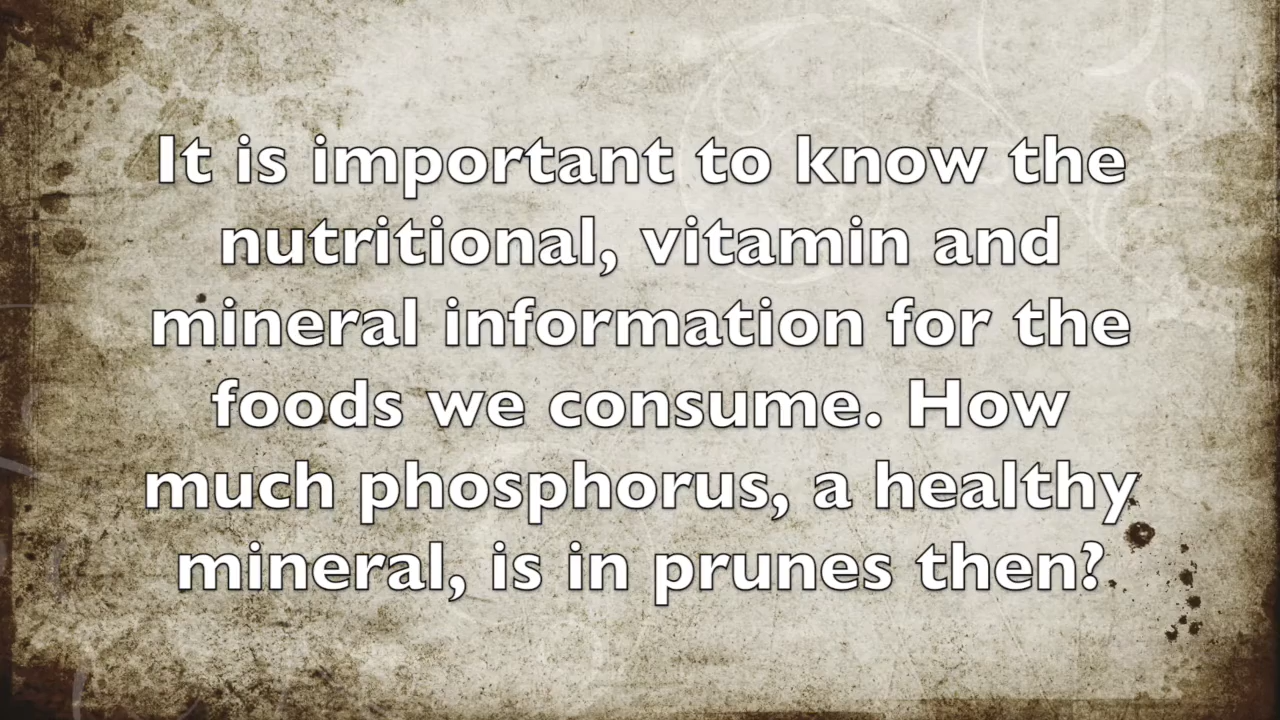 It is important to know the
nutritional, vitamin and
mineral information for the
foods we consume. How
much phosphorus, a healthy
mineral, is in prunes then?